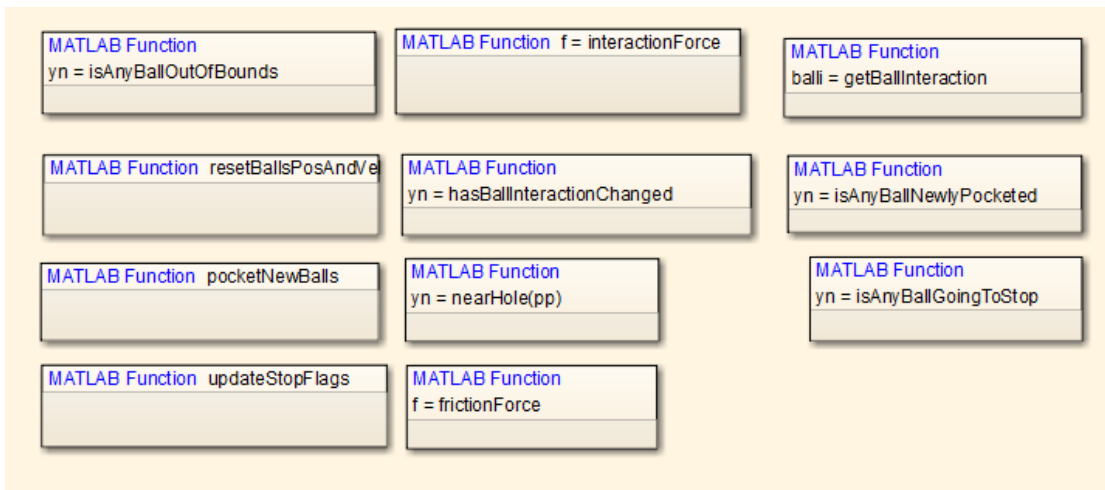 MATLAB Function
yn = isAnyBallOutOfBounds
MATLAB Function f = interactionForce
MATLAB Function
balli = getBallInteraction
MATLAB Function resetBallsPosAndVel
MATLAB Function
yn = hasBallInteractionChanged
MATLAB Function
yn = isAnyBallNewlyPocketed
MATLAB Function pocketNewBalls
MATLAB Function
yn = nearHole(pp)
MATLAB Function
yn = isAnyBallGoingToStop
MATLAB Function updateStopFlags
MATLAB Function
f = frictionForce